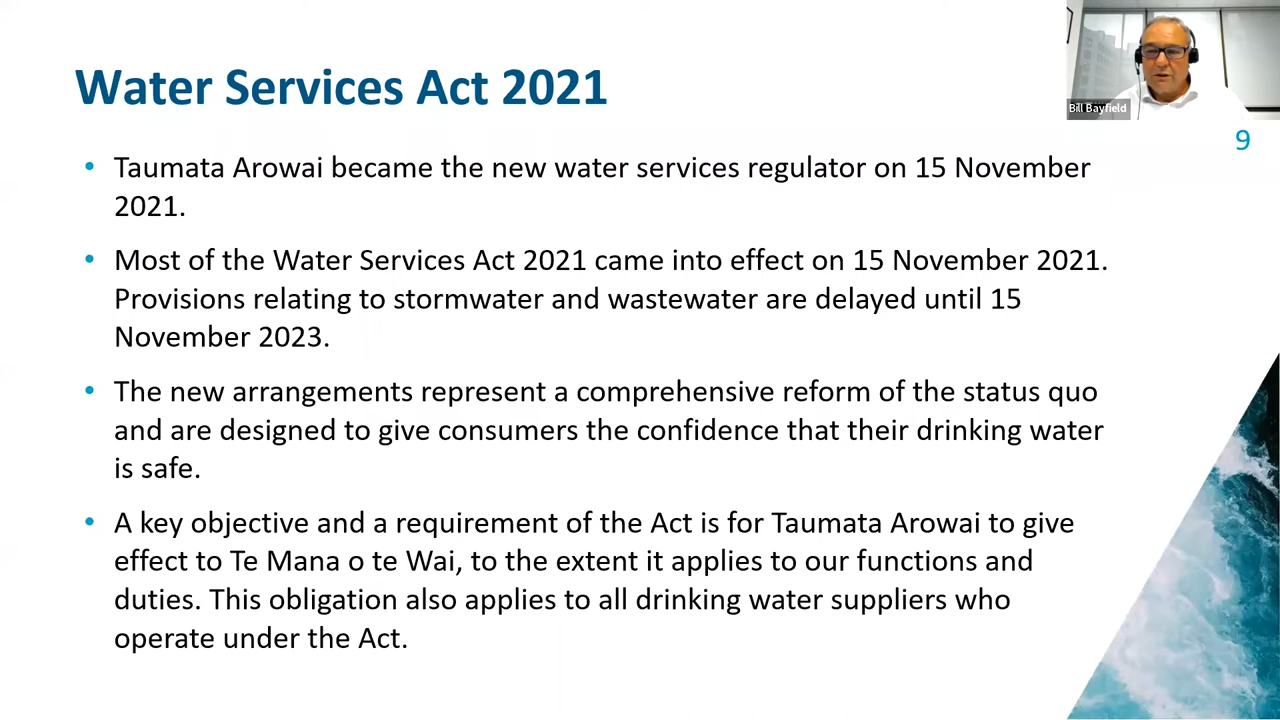 Water Services Act 2021
Bill Bayfield
9
• Taumata Arowai became the new water services regulator on 15 November
2021.
• Most of the Water Services Act 2021 came into effect on 15 November 2021.
Provisions relating to stormwater and wastewater are delayed until 15
November 2023.
• The new arrangements represent a comprehensive reform of the status quo
and are designed to give consumers the confidence that their drinking water
is safe.
• A key objective and a requirement of the Act is for Taumata Arowai to give
effect to Te Mana o te Wai, to the extent it applies to our functions and
duties. This obligation also applies to all drinking water suppliers who
operate under the Act.